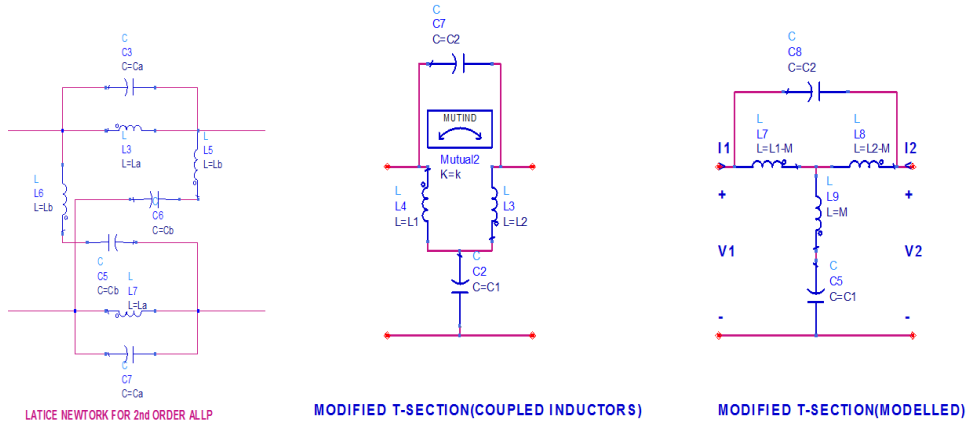 C
C3
C=Ca
L
L3
L=La
L
L5
L=Lb
L
L6
L=Lb
C
C6
C=Cb
C
C5
C=Cb
L
L7
L=La
C
C7
C=Ca
LATICE NEWTORK FOR 2nd ORDER ALLP
C
C7
C=C2
MUTIND
Mutual2
K=k
L
L4
L=L1
L
L3
L=L2
C
C2
C=C1
MODIFIED T-SECTION(COUPLED INDUCTORS)
C
C8
C=C2
I1
L
L7
L=L1-M
L
L8
L=L2-M
I2
+
+
L
L9
L=M
V1
V2
C
C5
C=C1
-
-
MODIFIED T-SECTION(MODELLED)